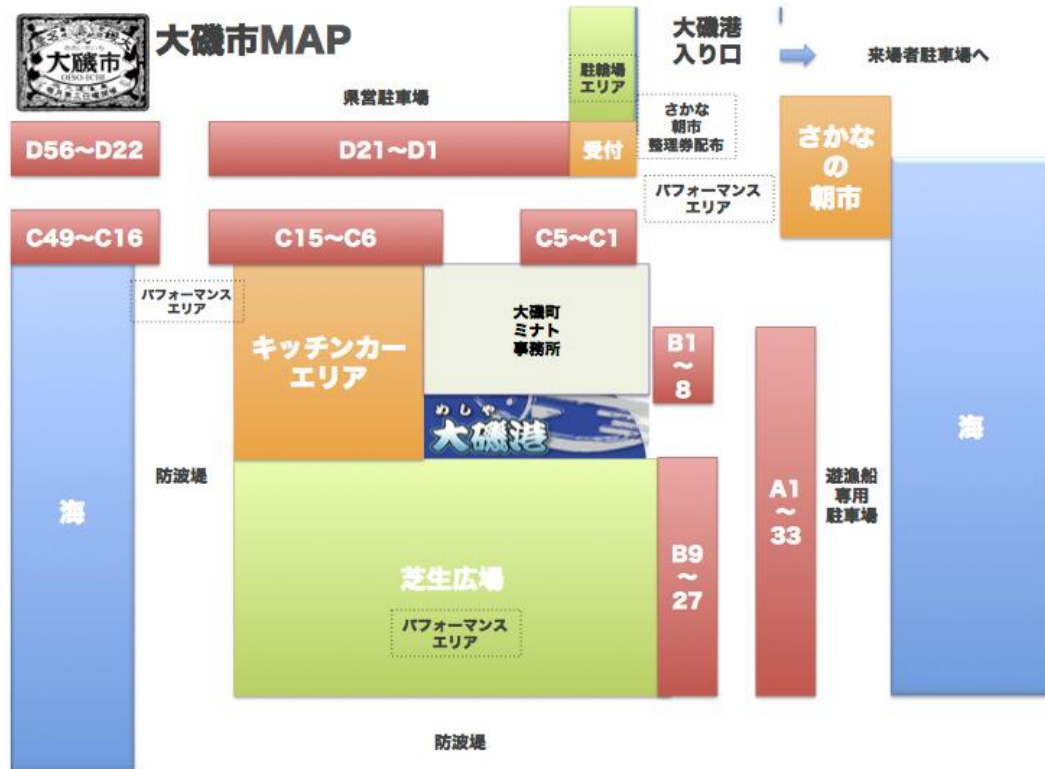 大磯市
OISO-ICHI
大磯市MAP
大磯港
入り口
来場者駐車場へ
駐輪場
エリア
県営駐車場
さかな
朝市
整理券配布
D56〜D22
D21〜D1
受付
さかな
の
朝市
パフォーマンス
エリア
C49〜C16
C15〜C6
C5〜C1
パフォーマンス
エリア
キッチンカー
エリア
大磯町
ミナト
事務所
B1
〜
8
めしや
大磯港
海
防波堤
海
A1
〜
33
遊漁船
専用
駐車場
芝生広場
B9
〜
27
パフォーマンス
エリア
防波堤